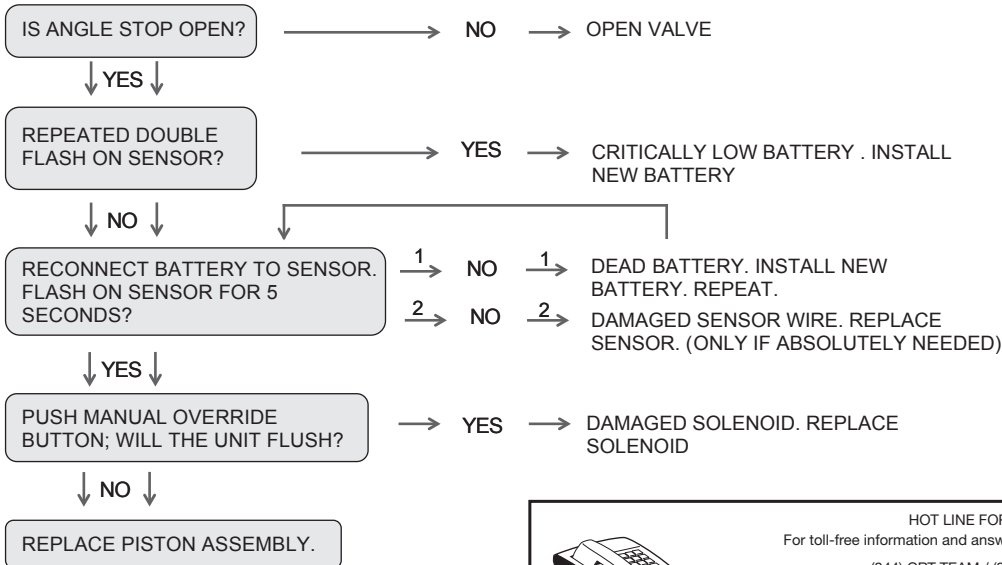 IS ANGLE STOP OPEN?
NO
OPEN VALVE
YES
REPEATED DOUBLE
FLASH ON SENSOR?
YES
CRITICALLY LOW BATTERY . INSTALL
NEW BATTERY
NO
RECONNECT BATTERY TO SENSOR.
FLASH ON SENSOR FOR 5
SECONDS?
1
NO
1
DEAD BATTERY. INSTALL NEW
BATTERY. REPEAT.
2
NO
2
DAMAGED SENSOR WIRE. REPLACE
SENSOR. (ONLY IF ABSOLUTELY NEEDED)
YES
PUSH MANUAL OVERRIDE
BUTTON; WILL THE UNIT FLUSH?
YES
DAMAGED SOLENOID. REPLACE
SOLENOID
NO
REPLACE PISTON ASSEMBLY.
HOT LINE FOR
For toll-free information and answ